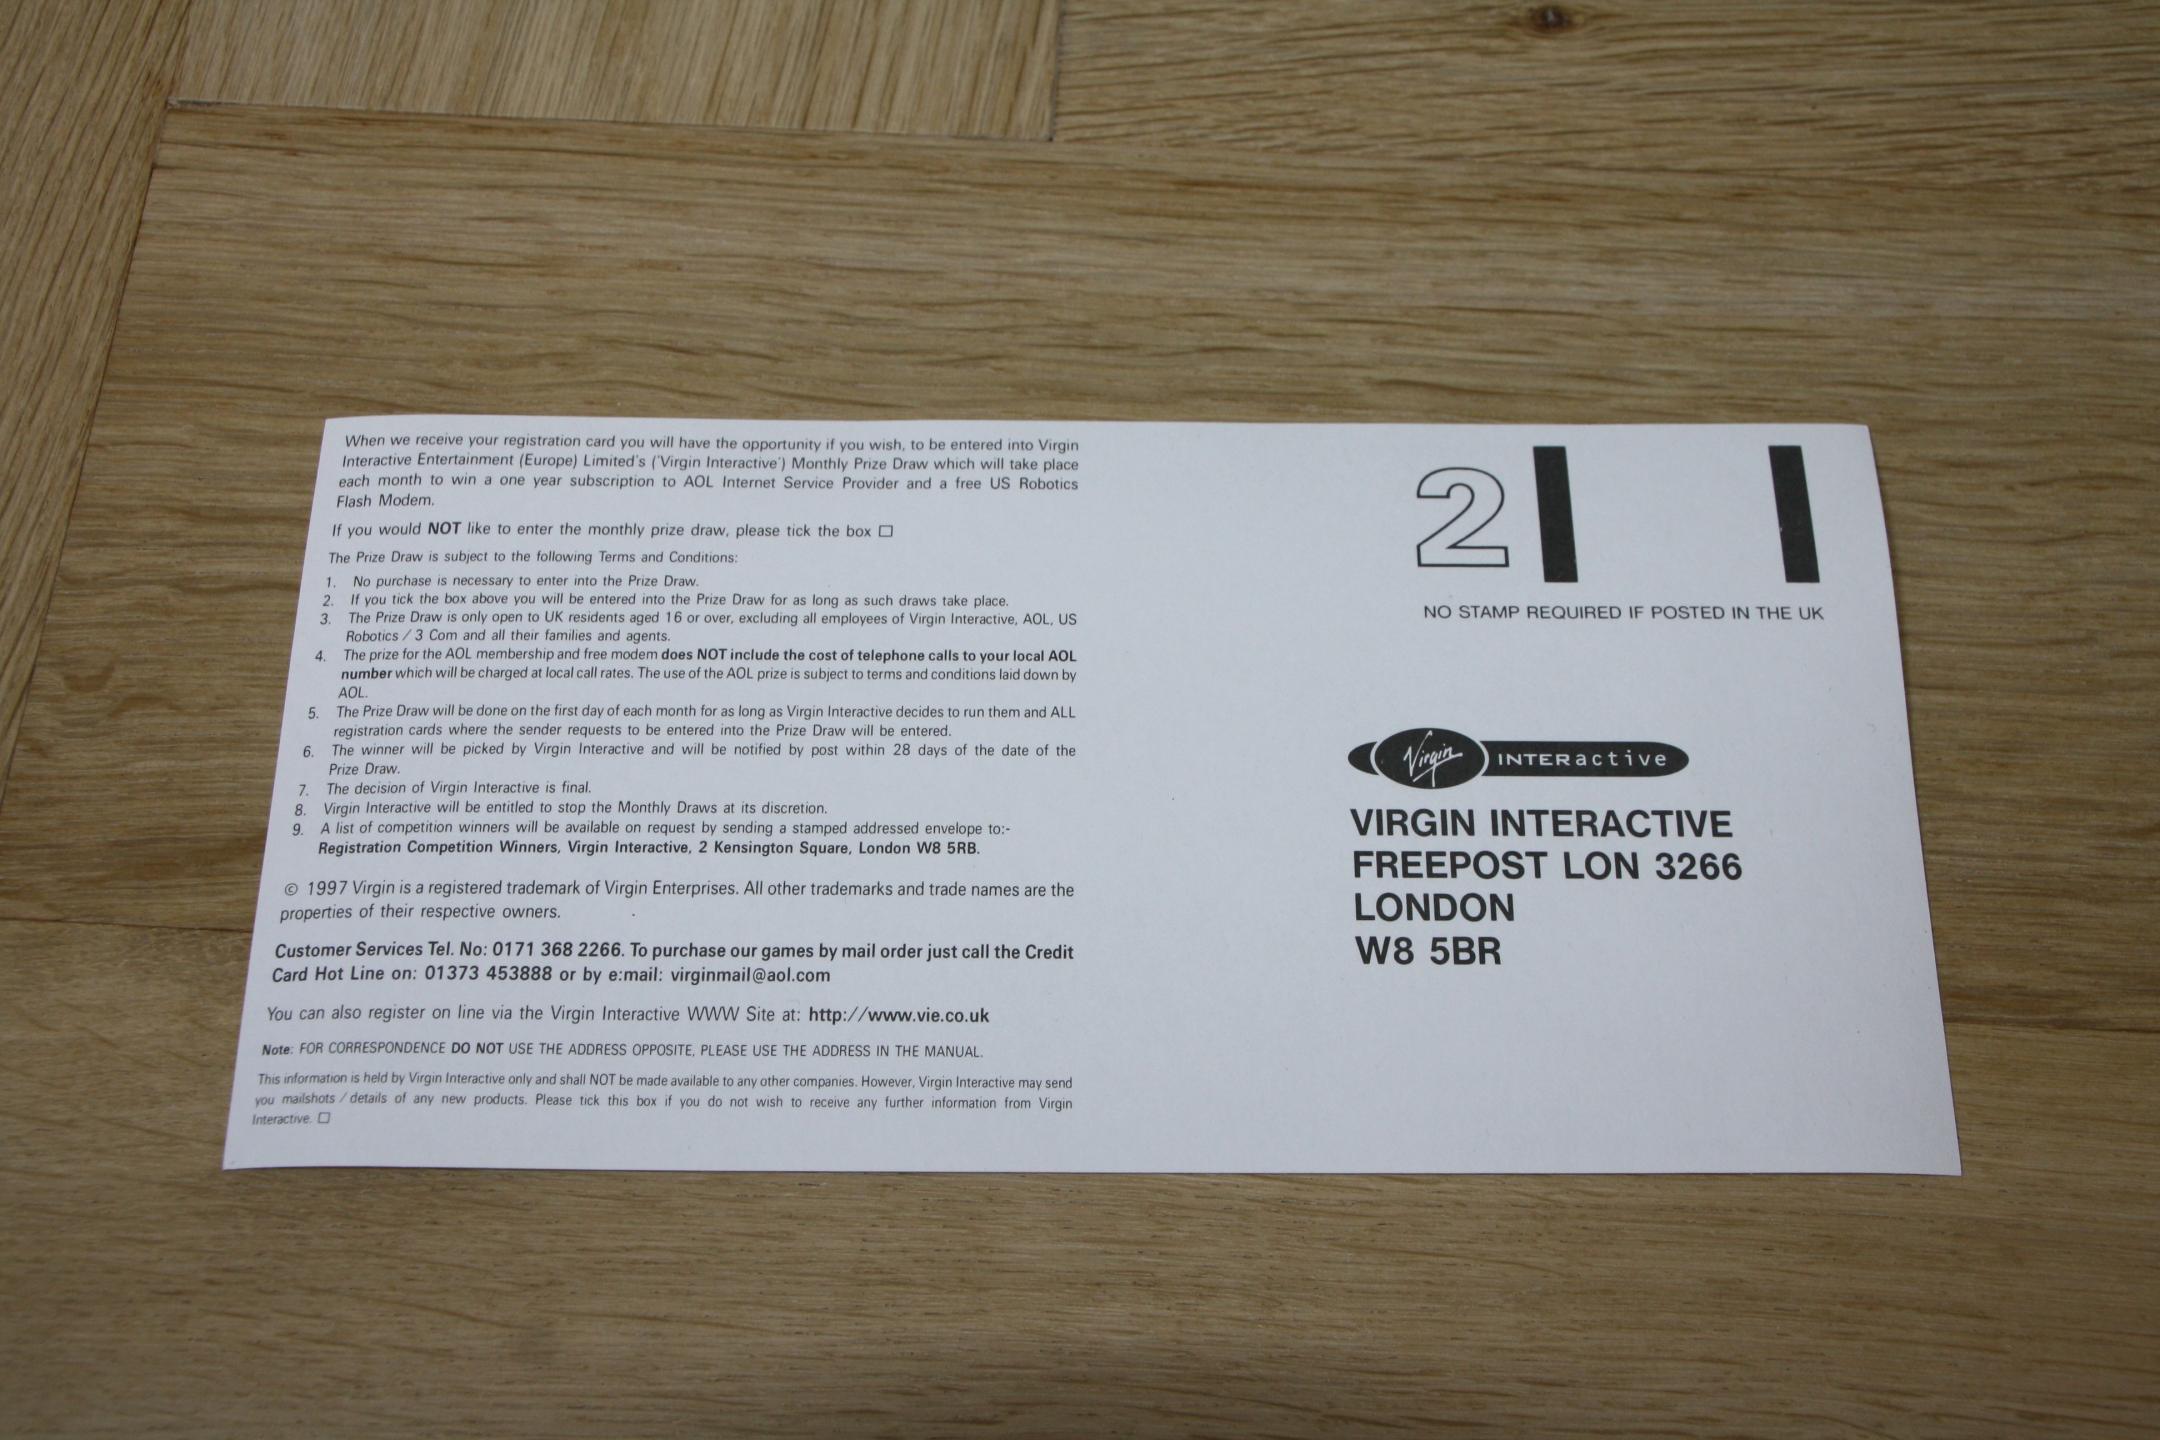 When we receive your registration card you will have the opportunity if you wish, to be entered into Virgin
Interactive Entertainment (Europe) Limited's ('Virgin Interactive') Monthly Prize Draw which will take place
each month to win a one year subscription to AOL Internet Service Provider and a free US Robotics
Flash Modem.
If you would NOT like to enter the monthly prize draw, please tick the box ☐
The Prize Draw is subject to the following Terms and Conditions:
1. No purchase is necessary to enter into the Prize Draw.
2. If you tick the box above you will be entered into the Prize Draw for as long as such draws take place.
3. The Prize Draw is only open to UK residents aged 16 or over, excluding all employees of Virgin Interactive, AOL, US
Robotics / 3 Com and all their families and agents.
4. The prize for the AOL membership and free modem does NOT include the cost of telephone calls to your local AOL
number which will be charged at local call rates. The use of the AOL prize is subject to terms and conditions laid down by
AOL.
5. The Prize Draw will be done on the first day of each month for as long as Virgin Interactive decides to run them and ALL
registration cards where the sender requests to be entered into the Prize Draw will be entered.
6. The winner will be picked by Virgin Interactive and will be notified by post within 28 days of the date of the
Prize Draw.
7. The decision of Virgin Interactive is final.
8. Virgin Interactive will be entitled to stop the Monthly Draws at its discretion.
9. A list of competition winners will be available on request by sending a stamped addressed envelope to:-
Registration Competition Winners, Virgin Interactive, 2 Kensington Square, London W8 5RB.
© 1997 Virgin is a registered trademark of Virgin Enterprises. All other trademarks and trade names are the
properties of their respective owners.
Customer Services Tel. No: 0171 368 2266. To purchase our games by mail order just call the Credit
Card Hot Line on: 01373 453888 or by e:mail: virginmail@aol.com
You can also register on line via the Virgin Interactive WWW Site at: http://www.vie.co.uk
Note: FOR CORRESPONDENCE DO NOT USE THE ADDRESS OPPOSITE, PLEASE USE THE ADDRESS IN THE MANUAL.
This information is held by Virgin Interactive only and shall NOT be made available to any other companies. However, Virgin Interactive may send
you mailshots / details of any new products. Please tick this box if you do not wish to receive any further information from Virgin
Interactive. ☐
2
NO STAMP REQUIRED IF POSTED IN THE UK
Virgin INTERactive
VIRGIN INTERACTIVE
FREEPOST LON 3266
LONDON
W8 5BR